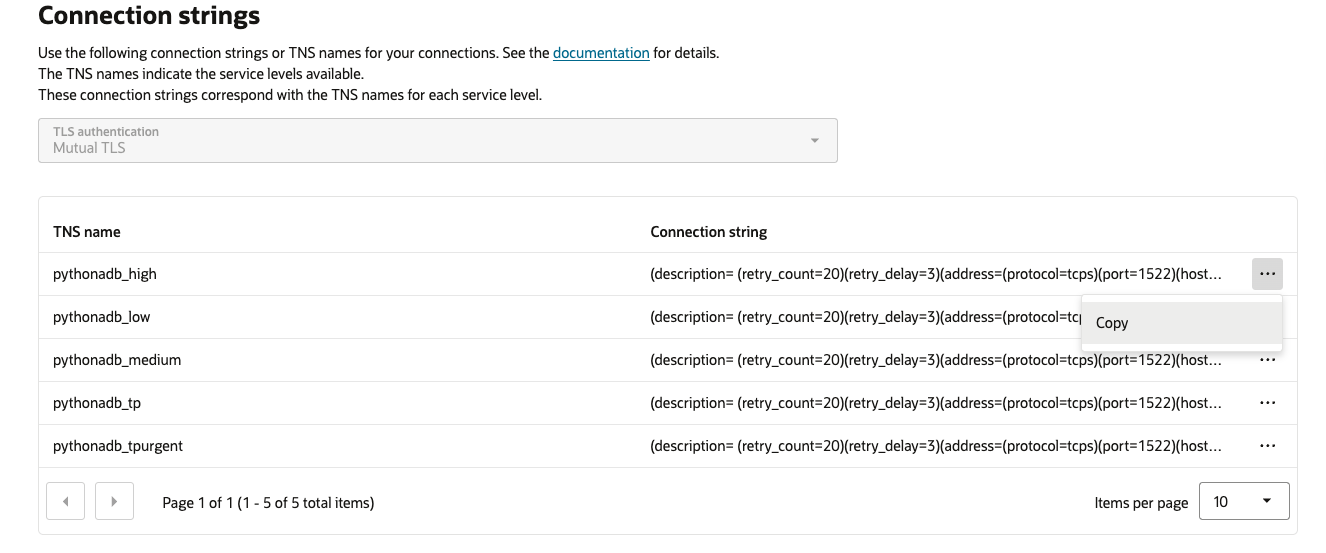 Connection strings
Use the following connection strings or TNS names for your connections. See the documentation for details.
The TNS names indicate the service levels available.
These connection strings correspond with the TNS names for each service level.
TLS authentication
Mutual TLS
TNS name Connection string
pythonadb_high (description= (retry_count=20)(retry_delay=3)(address=(protocol=tcps)(port=1522)(host... ...
pythonadb_low (description= (retry_count=20)(retry_delay=3)(address=(protocol=tcp
Copy
pythonadb_medium (description= (retry_count=20)(retry_delay=3)(address=(protocol=tcps)(port=1522)(host... ...
pythonadb_tp (description= (retry_count=20)(retry_delay=3)(address=(protocol=tcps)(port=1522)(host... ...
pythonadb_tpurgent (description= (retry_count=20)(retry_delay=3)(address=(protocol=tcps)(port=1522)(host... ...
Page 1 of 1 (1 - 5 of 5 total items) Items per page 10